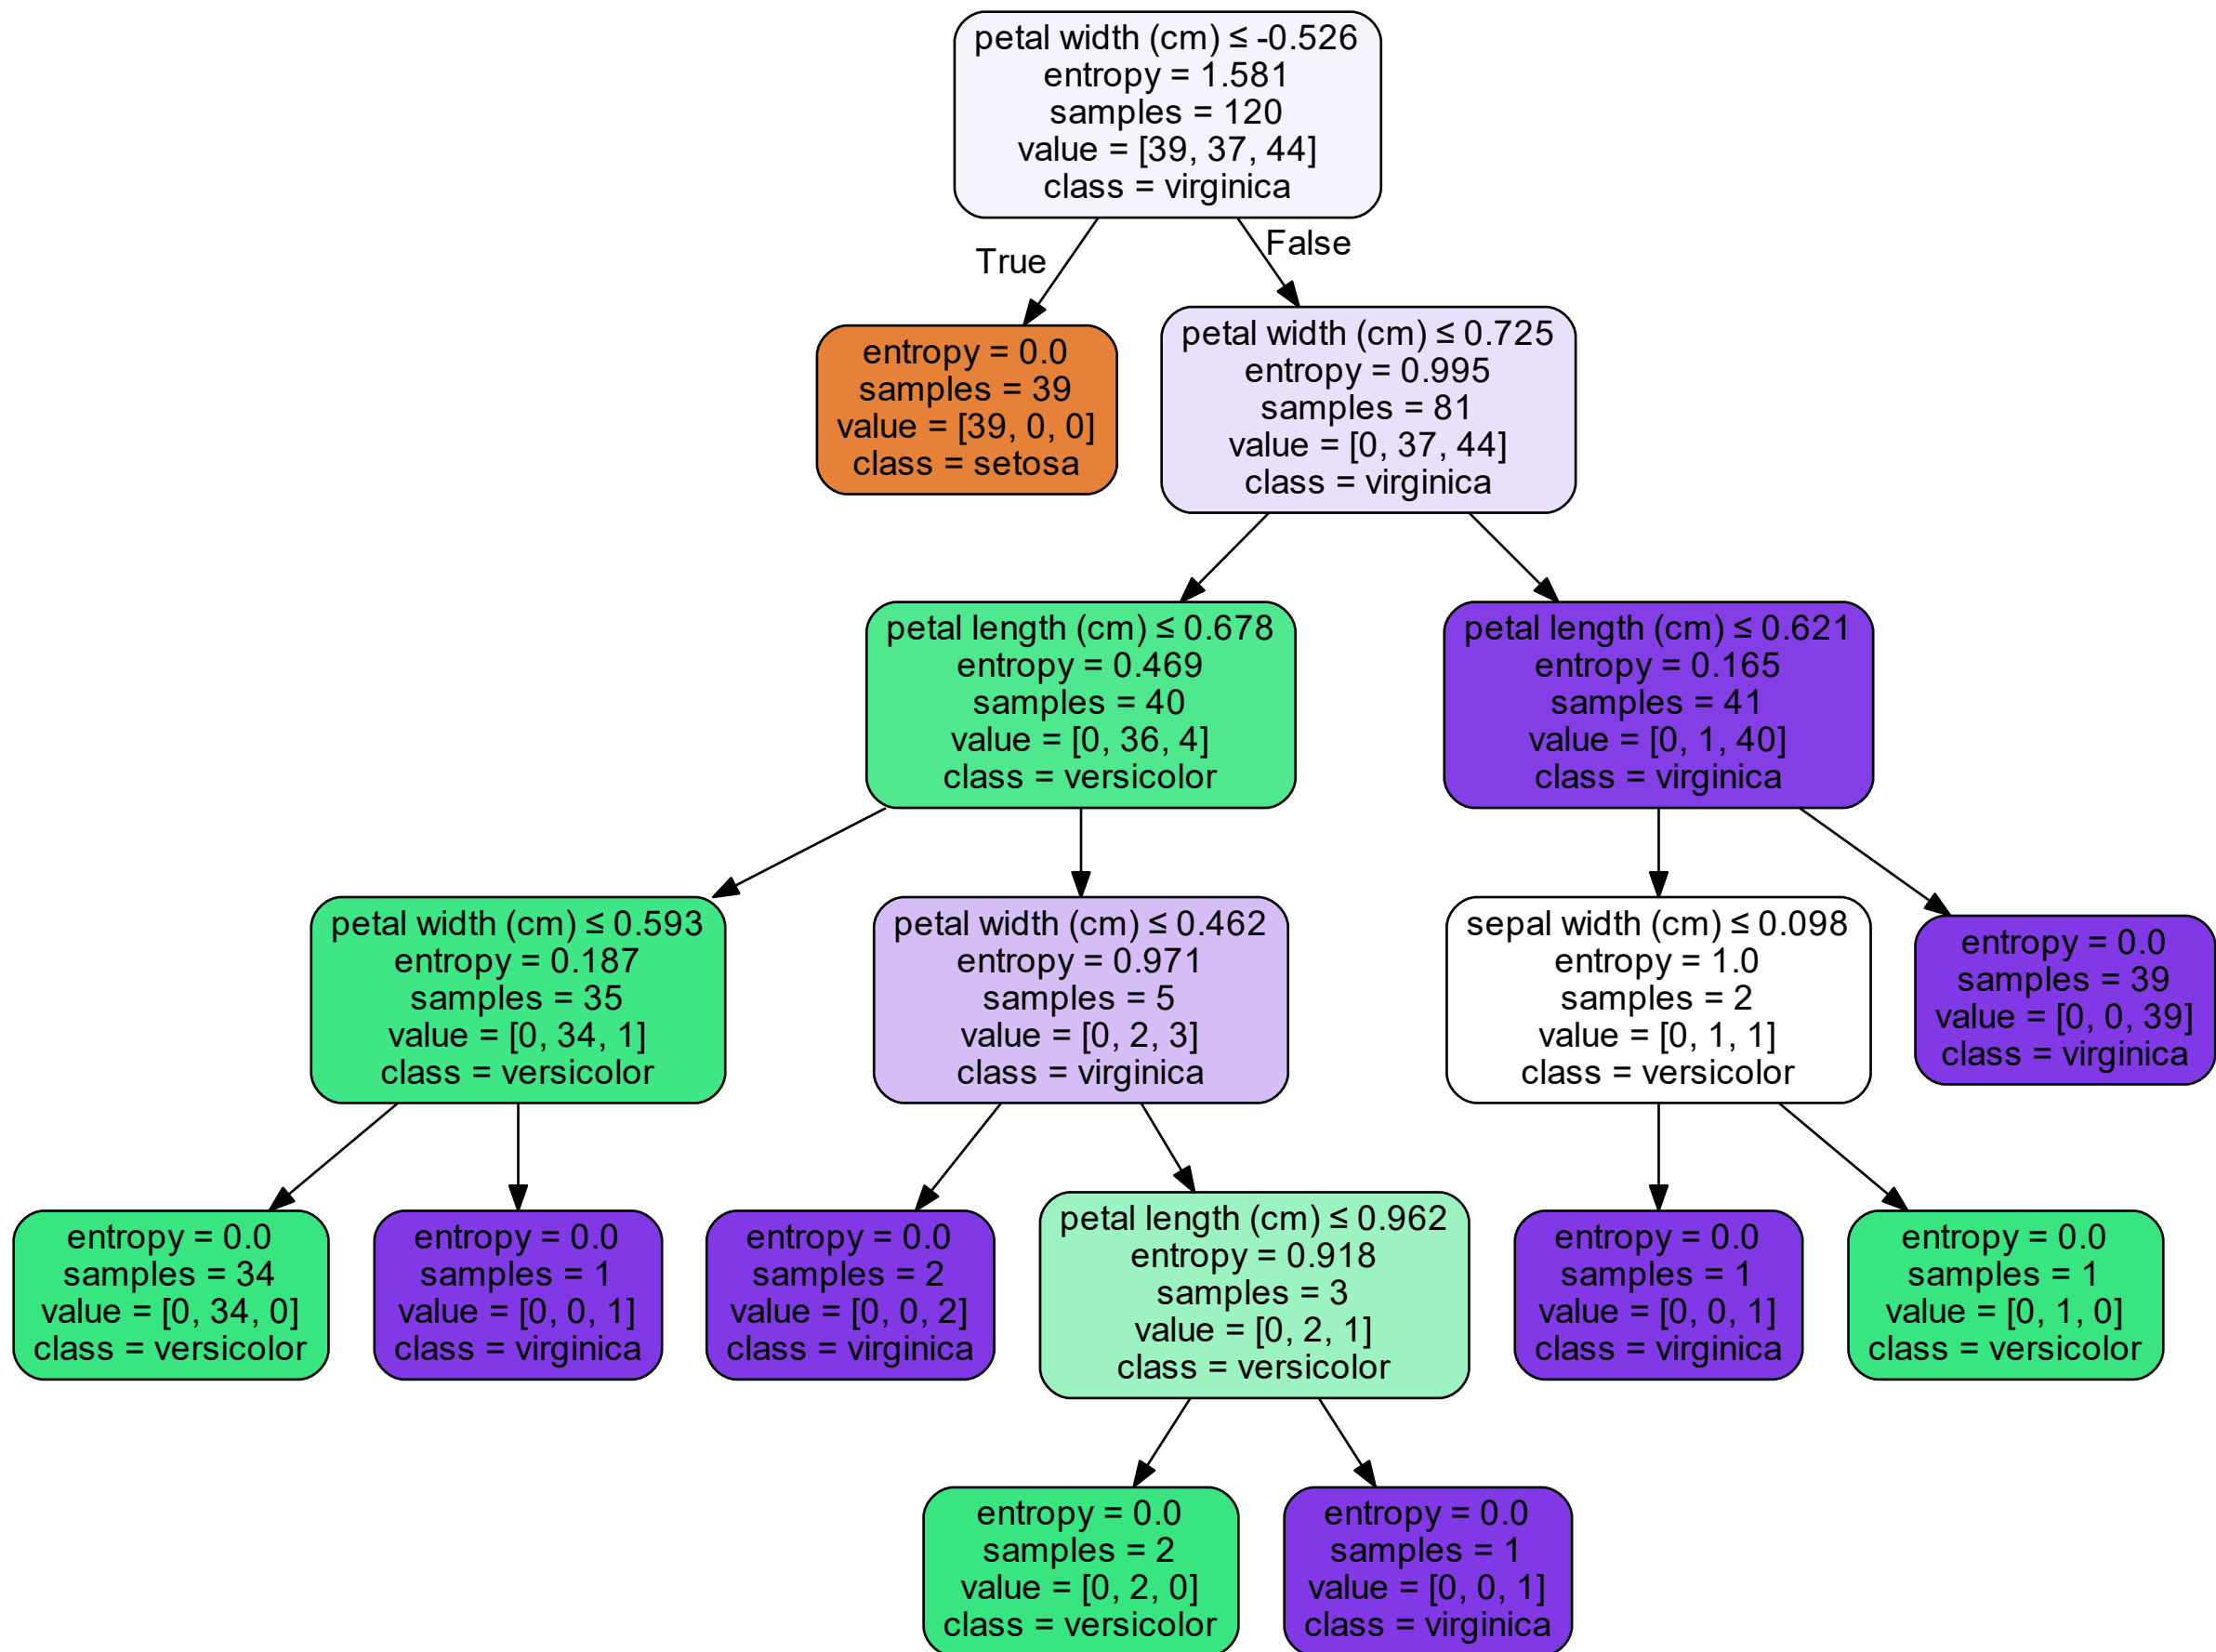 petal width (cm) ≤ -0.526
entropy = 1.581
samples = 120
value = [39, 37, 44]
class = virginica
True
False
entropy = 0.0
samples = 39
value = [39, 0, 0]
class = setosa
petal width (cm) ≤ 0.725
entropy = 0.995
samples = 81
value = [0, 37, 44]
class = virginica
petal length (cm) ≤ 0.678
entropy = 0.469
samples = 40
value = [0, 36, 4]
class = versicolor
petal length (cm) ≤ 0.621
entropy = 0.165
samples = 41
value = [0, 1, 40]
class = virginica
petal width (cm) ≤ 0.593
entropy = 0.187
samples = 35
value = [0, 34, 1]
class = versicolor
petal width (cm) ≤ 0.462
entropy = 0.971
samples = 5
value = [0, 2, 3]
class = virginica
sepal width (cm) ≤ 0.098
entropy = 1.0
samples = 2
value = [0, 1, 1]
class = versicolor
entropy = 0.0
samples = 39
value = [0, 0, 39]
class = virginica
entropy = 0.0
samples = 34
value = [0, 34, 0]
class = versicolor
entropy = 0.0
samples = 1
value = [0, 0, 1]
class = virginica
entropy = 0.0
samples = 2
value = [0, 0, 2]
class = virginica
petal length (cm) ≤ 0.962
entropy = 0.918
samples = 3
value = [0, 2, 1]
class = versicolor
entropy = 0.0
samples = 1
value = [0, 0, 1]
class = virginica
entropy = 0.0
samples = 1
value = [0, 1, 0]
class = versicolor
entropy = 0.0
samples = 2
value = [0, 2, 0]
class = versicolor
entropy = 0.0
samples = 1
value = [0, 0, 1]
class = virginica